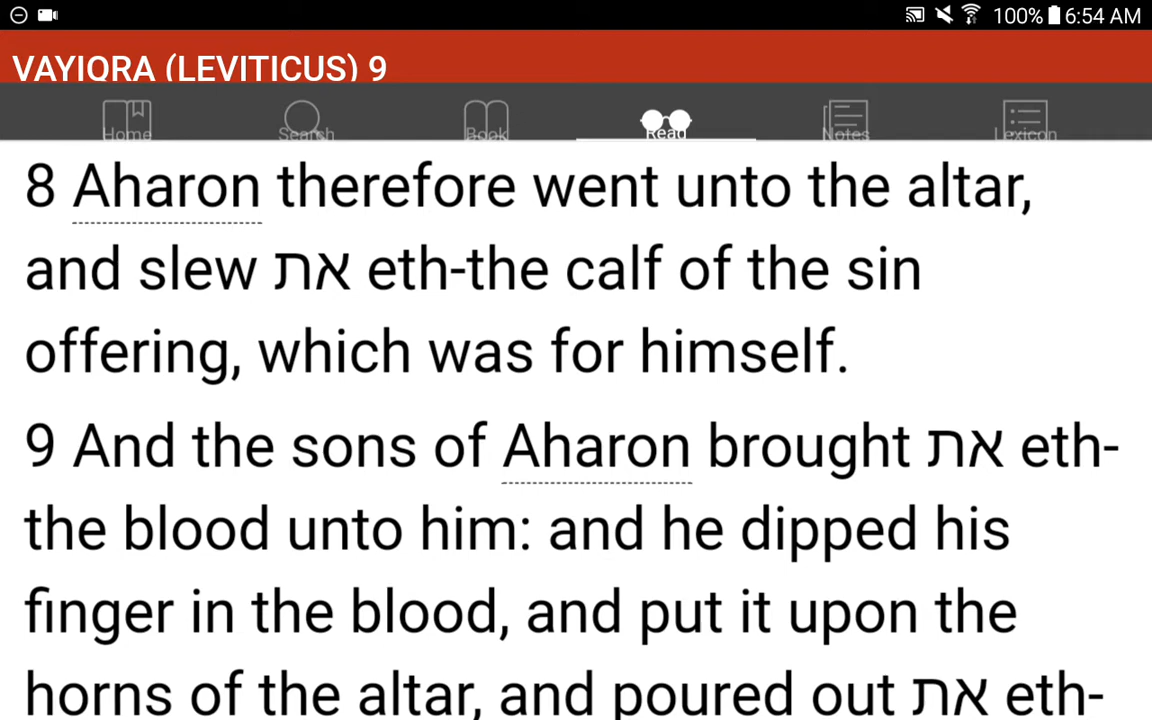 100% 6:54 AM
VAYIQRA (LEVITICUS) 9
Home Search Book Read Notes Lexicon
8 Aharon therefore went unto the altar,
and slew את eth-the calf of the sin
offering, which was for himself.
9 And the sons of Aharon brought את eth-
the blood unto him: and he dipped his
finger in the blood, and put it upon the
horns of the altar, and poured out את eth-